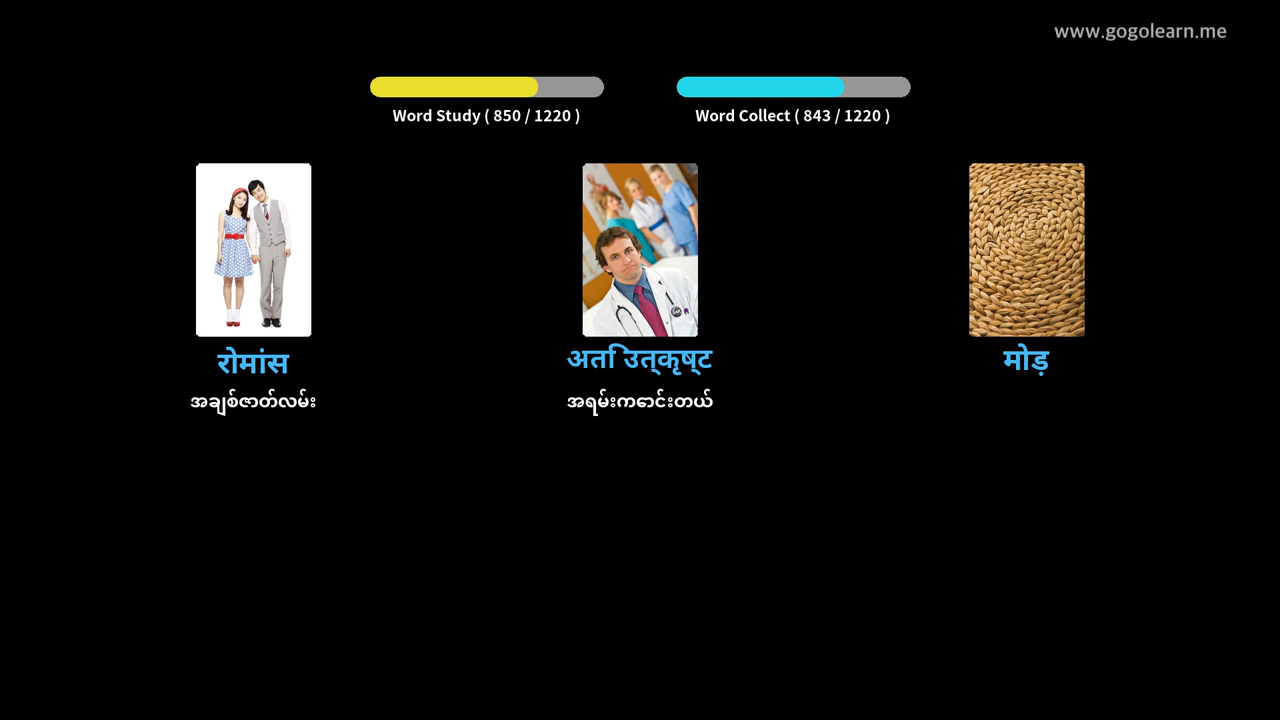 www.gogolearn.me
Word Study ( 850 / 1220 )
Word Collect ( 843 / 1220 )
रोमांस
अति उत्कृष्ट
मोड़
အချစ်ဇာတ်လမ်း
အရမ်းကောင်းတယ်